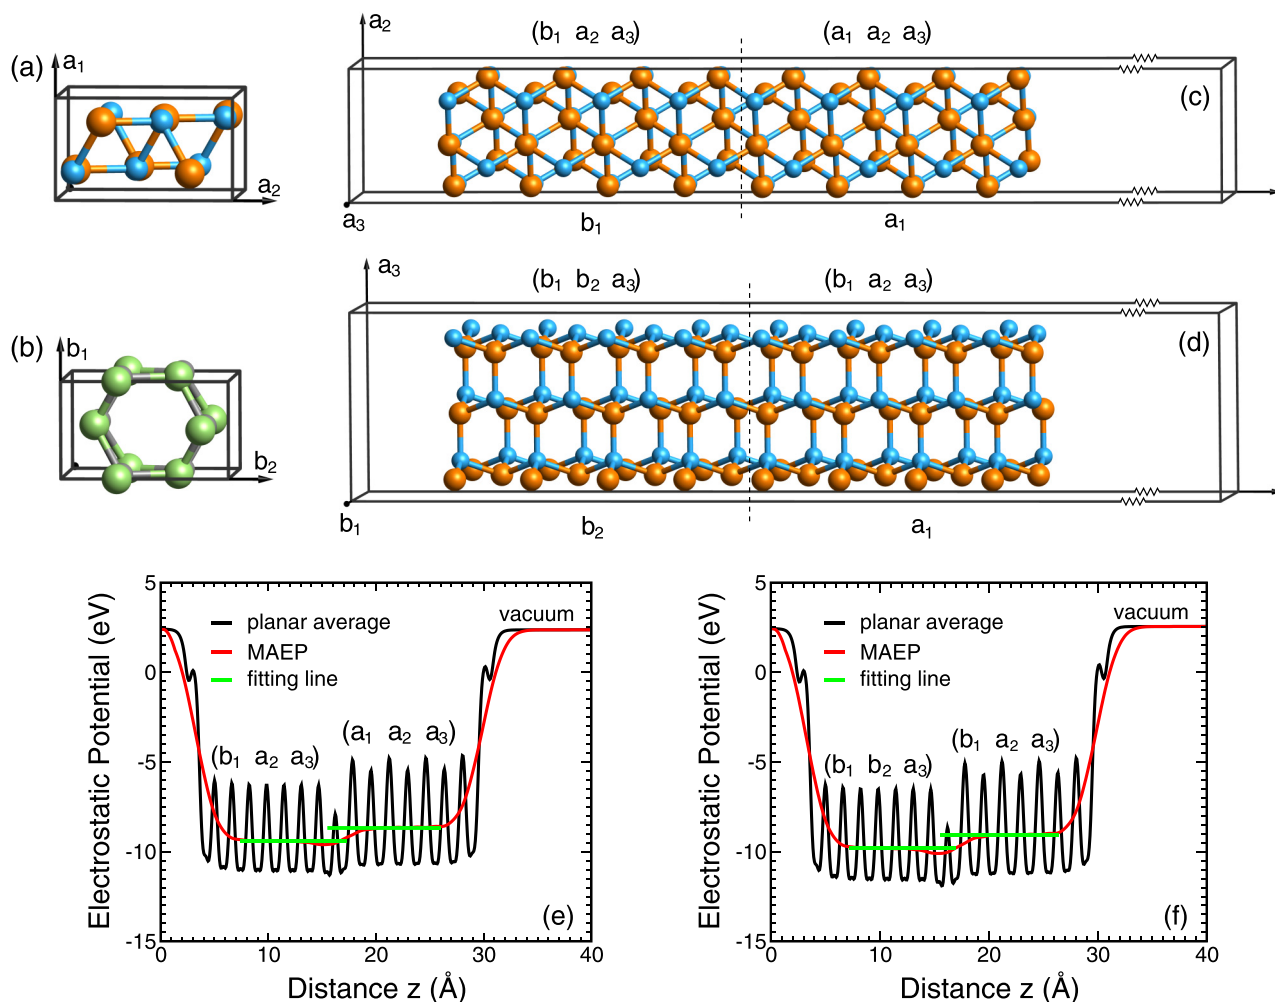 (a)
a1
a2
a2
(b1 a2 a3)
(a1 a2 a3)
(c)
a3
b1
a1
(b)
b1
b2
a3
(b1 b2 a3)
(b1 a2 a3)
(d)
b1
b2
a1
Electrostatic Potential (eV)
5
0
-5
-10
-15
planar average
MAEP
fitting line
vacuum
(b1 a2 a3)
(a1 a2 a3)
(e)
0
10
20
30
40
Distance z (Å)
Electrostatic Potential (eV)
5
0
-5
-10
-15
planar average
MAEP
fitting line
vacuum
(b1 b2 a3)
(b1 a2 a3)
(f)
0
10
20
30
40
Distance z (Å)